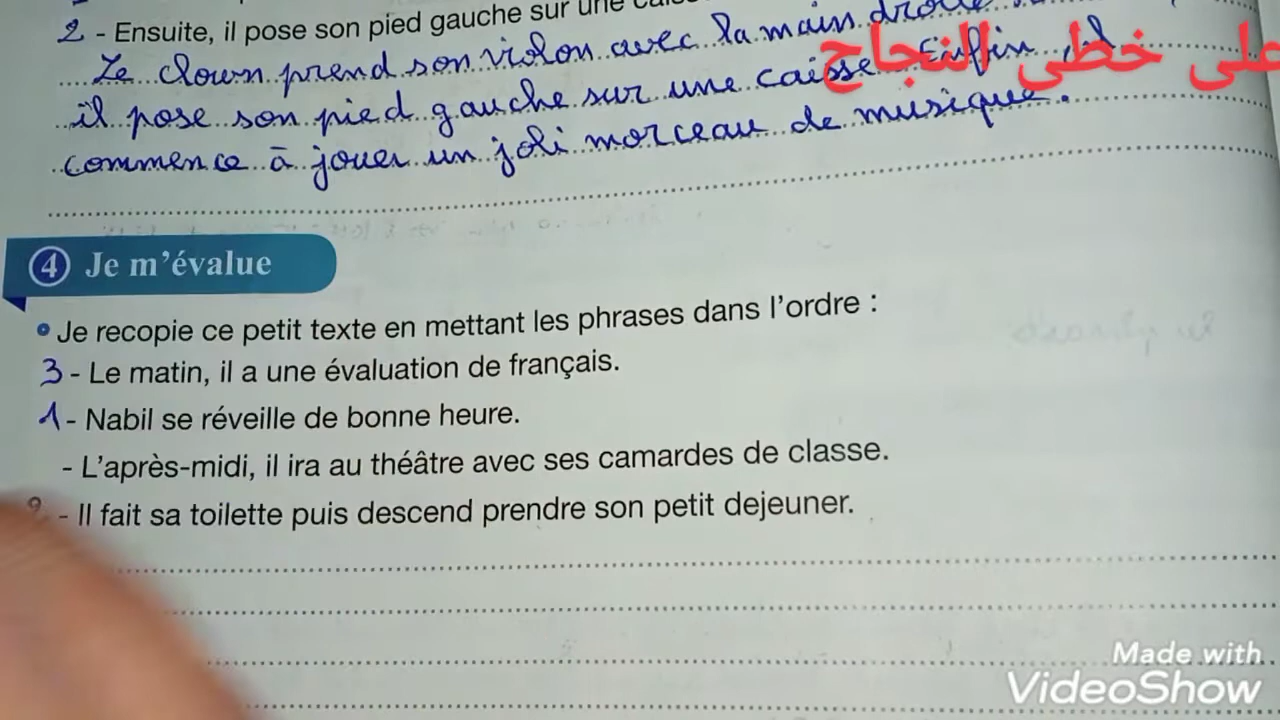 2 - Ensuite, il pose son pied gauche sur une
Le clown prend son violon avec la main droite
il pose son pied gauche sur une caisse. Enfin, il
commence à jouer un joli morceau de musique.
على خطى النجاح
4 Je m'évalue
Je recopie ce petit texte en mettant les phrases dans l'ordre :
3 - Le matin, il a une évaluation de français.
1 - Nabil se réveille de bonne heure.
- L'après-midi, il ira au théâtre avec ses camardes de classe.
2 - Il fait sa toilette puis descend prendre son petit dejeuner.
Made with
VideoShow